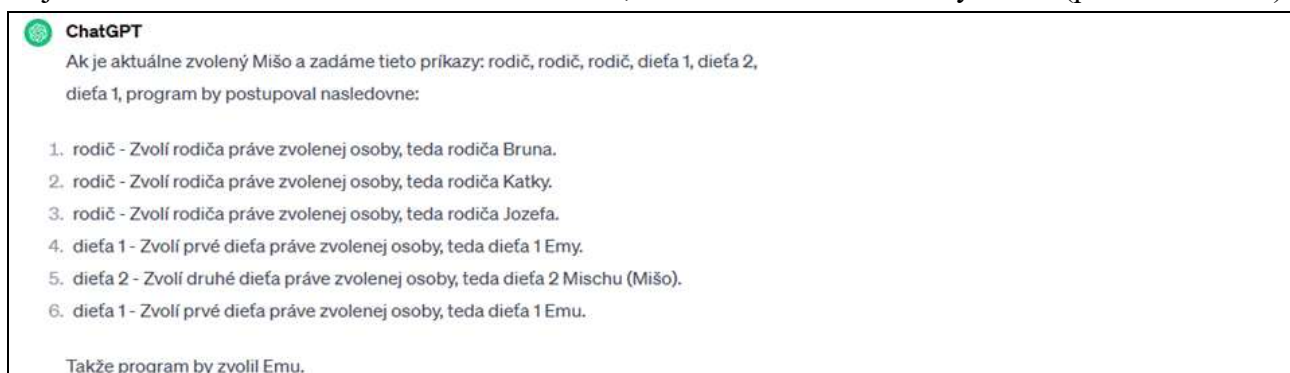 ChatGPT
Ak je aktuálne zvolený Mišo a zadáme tieto príkazy: rodič, rodič, rodič, dieťa 1, dieťa 2,
dieťa 1, program by postupoval nasledovne:
1. rodič - Zvolí rodiča práve zvolenej osoby, teda rodiča Bruna.
2. rodič - Zvolí rodiča práve zvolenej osoby, teda rodiča Katky.
3. rodič - Zvolí rodiča práve zvolenej osoby, teda rodiča Jozefa.
4. dieťa 1 - Zvolí prvé dieťa práve zvolenej osoby, teda dieťa 1 Emy.
5. dieťa 2 - Zvolí druhé dieťa práve zvolenej osoby, teda dieťa 2 Mischu (Mišo).
6. dieťa 1 - Zvolí prvé dieťa práve zvolenej osoby, teda dieťa 1 Emu.
Takže program by zvolil Emu.